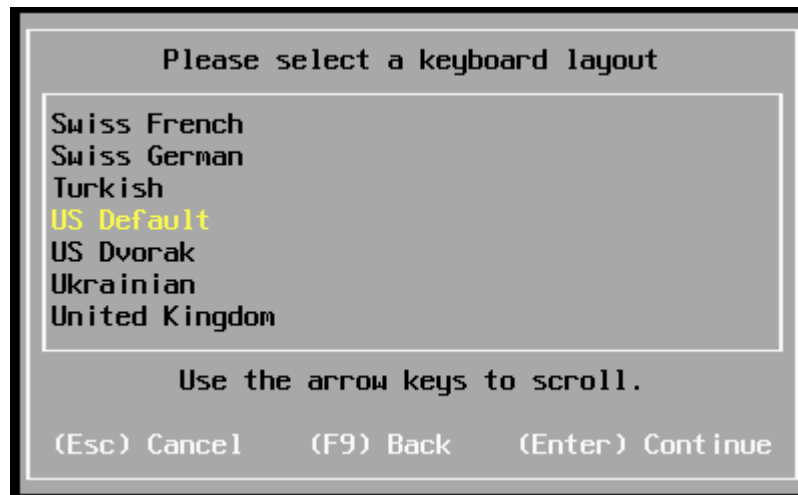 Please select a keyboard layout
Swiss French
Swiss German
Turkish
US Default
US Dvorak
Ukrainian
United Kingdom
Use the arrow keys to scroll.
(Esc) Cancel (F9) Back (Enter) Continue